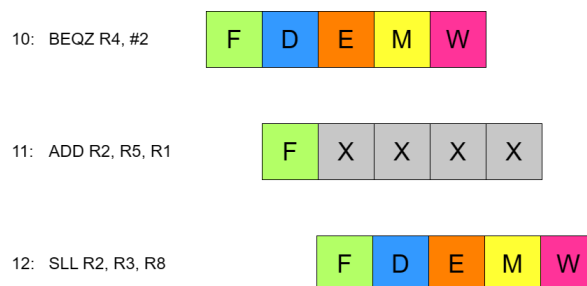 10: BEQZ R4, #2 F D E M W
11: ADD R2, R5, R1 F X X X X
12: SLL R2, R3, R8 F D E M W